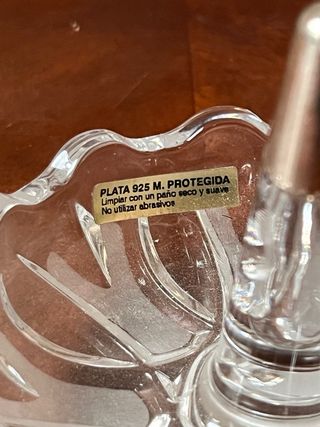 PLATA 925 M. PROTEGIDA
Limpiar con un paño seco y suave
No utilizar abrasivos